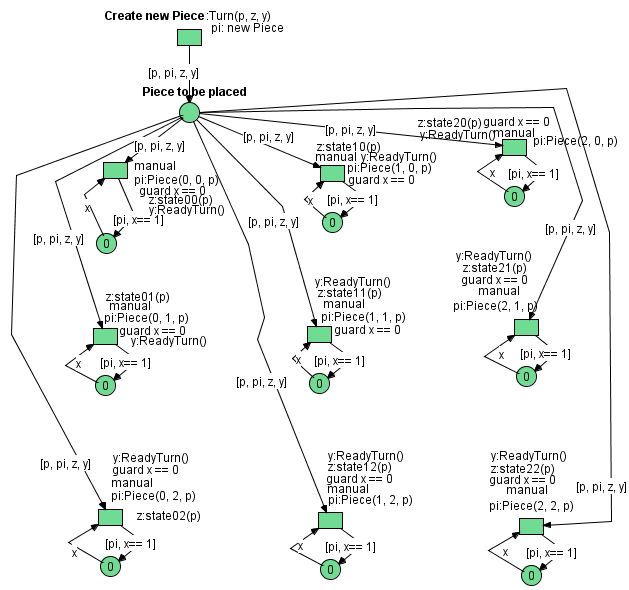 Create new Piece :Turn(p, z, y)
pi: new Piece
[p, pi, z, y]
Piece to be placed
[p, pi, z, y]
manual
pi:Piece(0, 0, p)
guard x == 0
z:state00(p)
y:ReadyTurn()
x
[pi, x== 1]
0
[p, pi, z, y]
z:state10(p)
manual y:ReadyTurn()
pi:Piece(1, 0, p)
guard x == 0
x
[pi, x== 1]
0
[p, pi, z, y]
z:state20(p) guard x == 0
y:ReadyTurn() manual
pi:Piece(2, 0, p)
x
[pi, x== 1]
0
[p, pi, z, y]
z:state01(p)
manual
pi:Piece(0, 1, p)
guard x == 0
y:ReadyTurn()
x
[pi, x== 1]
0
[p, pi, z, y]
y:ReadyTurn()
z:state11(p)
manual
pi:Piece(1, 1, p)
guard x == 0
x
[pi, x== 1]
0
[p, pi, z, y]
y:ReadyTurn()
z:state21(p)
guard x == 0
manual
pi:Piece(2, 1, p)
x
[pi, x== 1]
0
[p, pi, z, y]
y:ReadyTurn()
guard x == 0
manual
pi:Piece(0, 2, p)
z:state02(p)
x
[pi, x== 1]
0
[p, pi, z, y]
y:ReadyTurn()
z:state12(p)
guard x == 0
manual
pi:Piece(1, 2, p)
x
[pi, x== 1]
0
[p, pi, z, y]
y:ReadyTurn()
z:state22(p)
guard x == 0
manual
pi:Piece(2, 2, p)
x
[pi, x== 1]
0